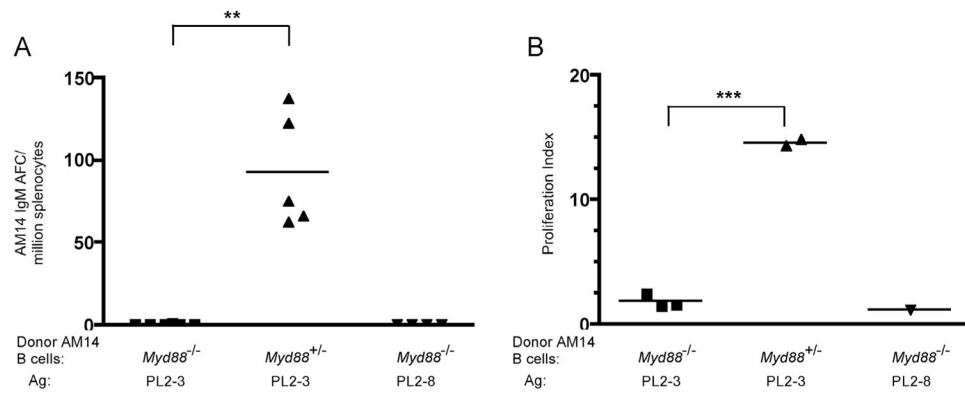 A
**
AM14 IgM AFC/
million splenocytes
150
100
50
0
Donor AM14
B cells:
Myd88-/-
Myd88+/-
Myd88-/-
Ag:
PL2-3
PL2-3
PL2-8
B
***
Proliferation Index
20
10
0
Donor AM14
B cells:
Myd88-/-
Myd88+/-
Myd88-/-
Ag:
PL2-3
PL2-3
PL2-8